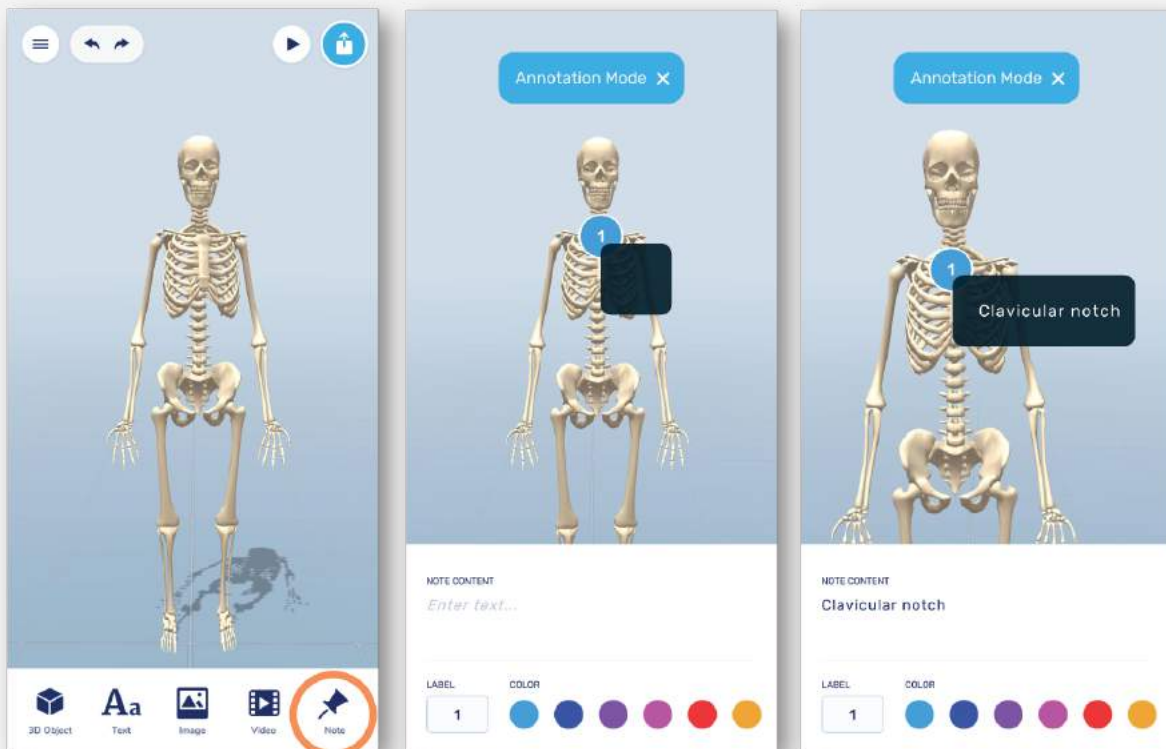 3D Object
Text
Image
Video
Note
Annotation Mode
1
NOTE CONTENT
Enter text...
LABEL
COLOR
1
Annotation Mode
1
Clavicular notch
NOTE CONTENT
Clavicular notch
LABEL
COLOR
1